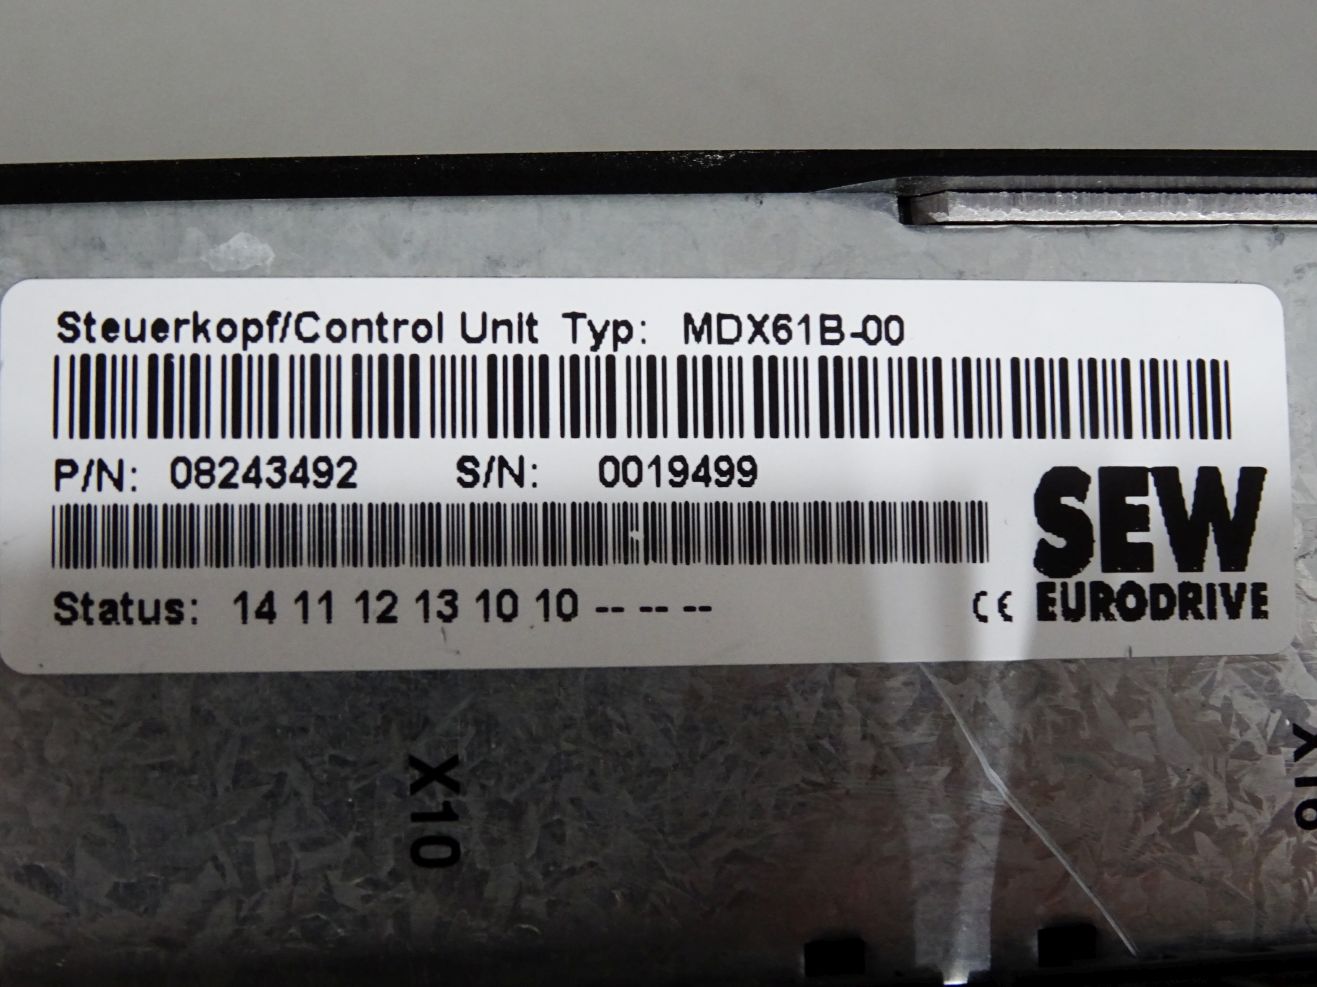 Steuerkopf/Control Unit Typ: MDX61B-00
P/N: 08243492 S/N: 0019499
SEW
EURODRIVE
Status: 14 11 12 13 10 10 -- -- --
CE
X10